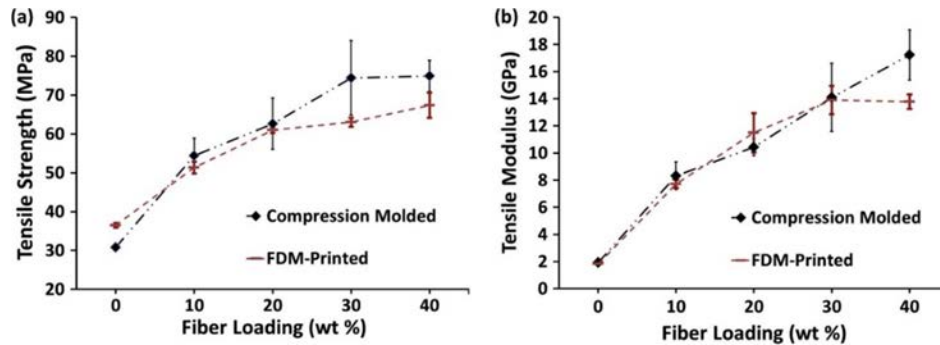 (a)
Tensile Strength (MPa)
90
80
70
60
50
40
30
20
Compression Molded
FDM-Printed
0 10 20 30 40
Fiber Loading (wt %)
(b)
Tensile Modulus (GPa)
20
18
16
14
12
10
8
6
4
2
0
Compression Molded
FDM-Printed
0 10 20 30 40
Fiber Loading (wt %)